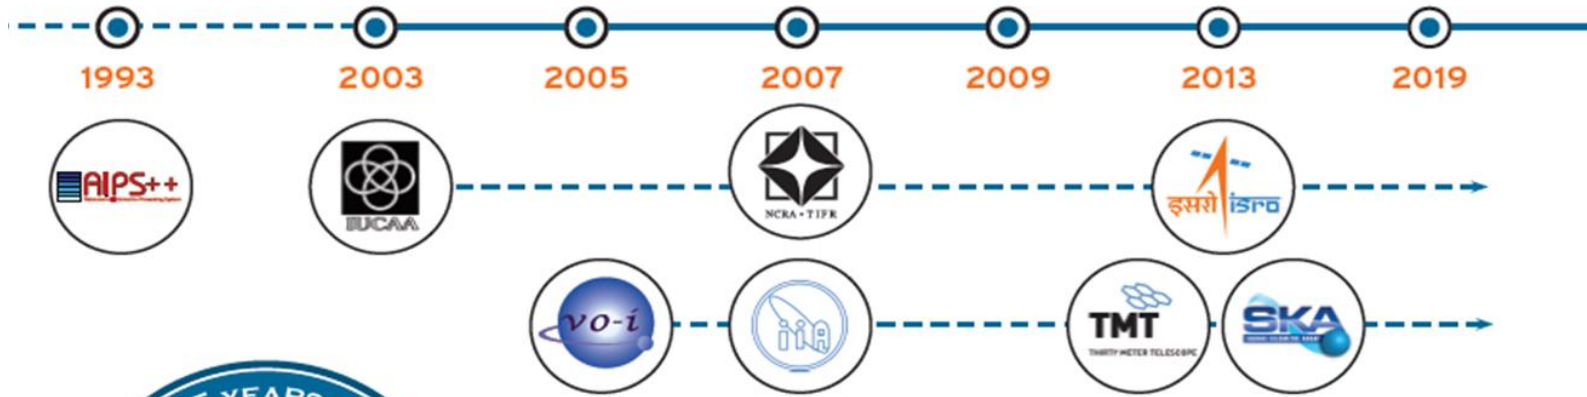 1993 2003 2005 2007 2009 2013 2019
AIPS++
IUCAA
NCRA • TIFR
इसरो isro
vo-i
iiA
TMT
THIRTY METER TELESCOPE
SKA
YEARS